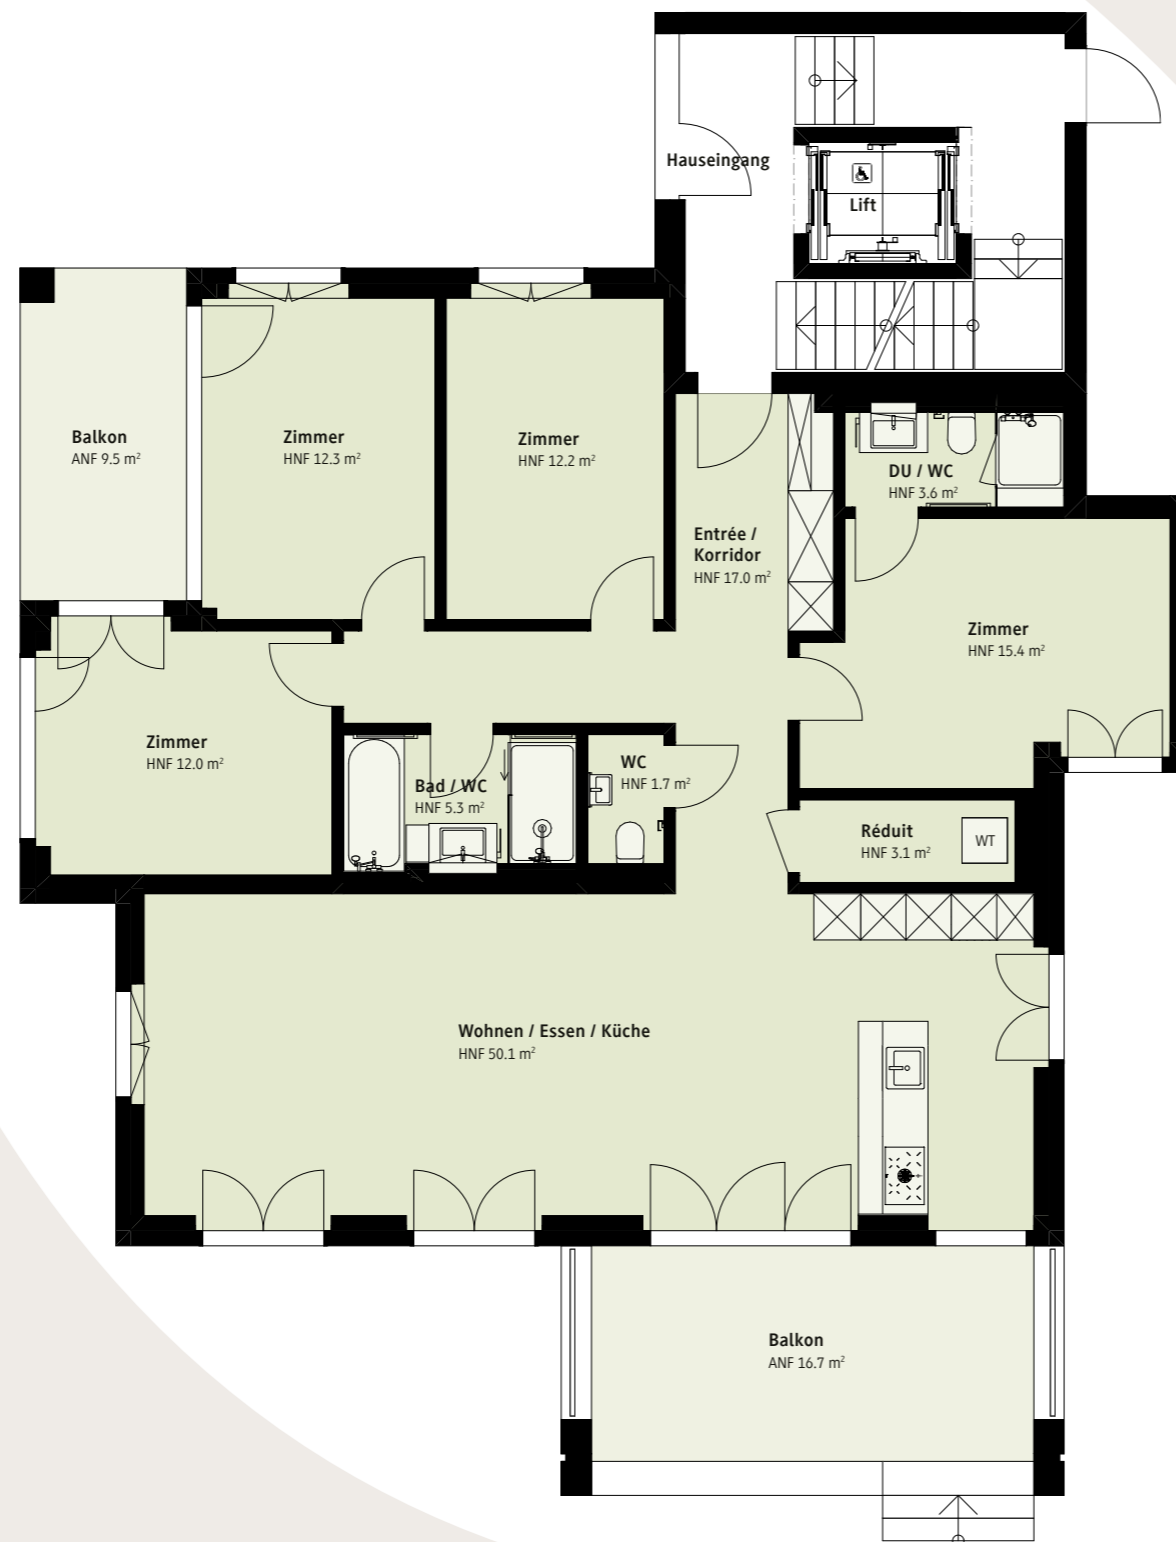 Hauseingang
Lift
Balkon
ANF 9.5 m²
Zimmer
HNF 12.3 m²
Zimmer
HNF 12.2 m²
DU / WC
HNF 3.6 m²
Entrée /
Korridor
HNF 17.0 m²
Zimmer
HNF 15.4 m²
Zimmer
HNF 12.0 m²
Bad / WC
HNF 5.3 m²
WC
HNF 1.7 m²
Réduit
HNF 3.1 m²
WT
Wohnen / Essen / Küche
HNF 50.1 m²
Balkon
ANF 16.7 m²